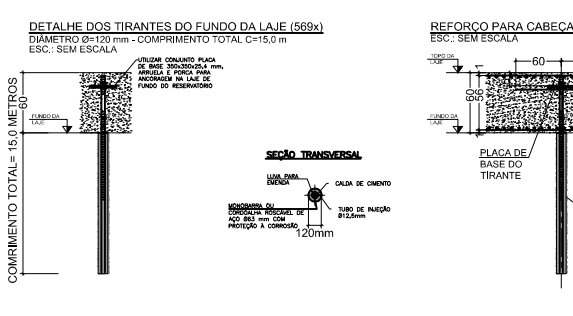 DETALHE DOS TIRANTES DO FUNDO DA LAJE (569x)
DIÂMETRO Ø=120 mm - COMPRIMENTO TOTAL C=15,0 m
ESC.: SEM ESCALA
UTILIZAR CONJUNTO PLACA
DE BASE 350x350x25,4 mm,
ARRUELA E PORCA PARA
ANCORAGEM NA LAJE DE
FUNDO DO RESERVATÓRIO
60
FUNDO DA
LAJE
COMRIMENTO TOTAL= 15,0 METROS
SEÇÃO TRANSVERSAL
LUVA PARA
EMENDA
CALDA DE CIMENTO
MONOBARRA OU
CORDOALHA ROSCÁVEL DE
AÇO Ø63 mm COM
PROTEÇÃO À CORROSÃO
TUBO DE INJEÇÃO
Ø12,5mm
120mm
REFORÇO PARA CABEÇA
ESC.: SEM ESCALA
TOPO DA
LAJE
60
1
60
56
FUNDO DA
LAJE
PLACA DE
BASE DO
TIRANTE